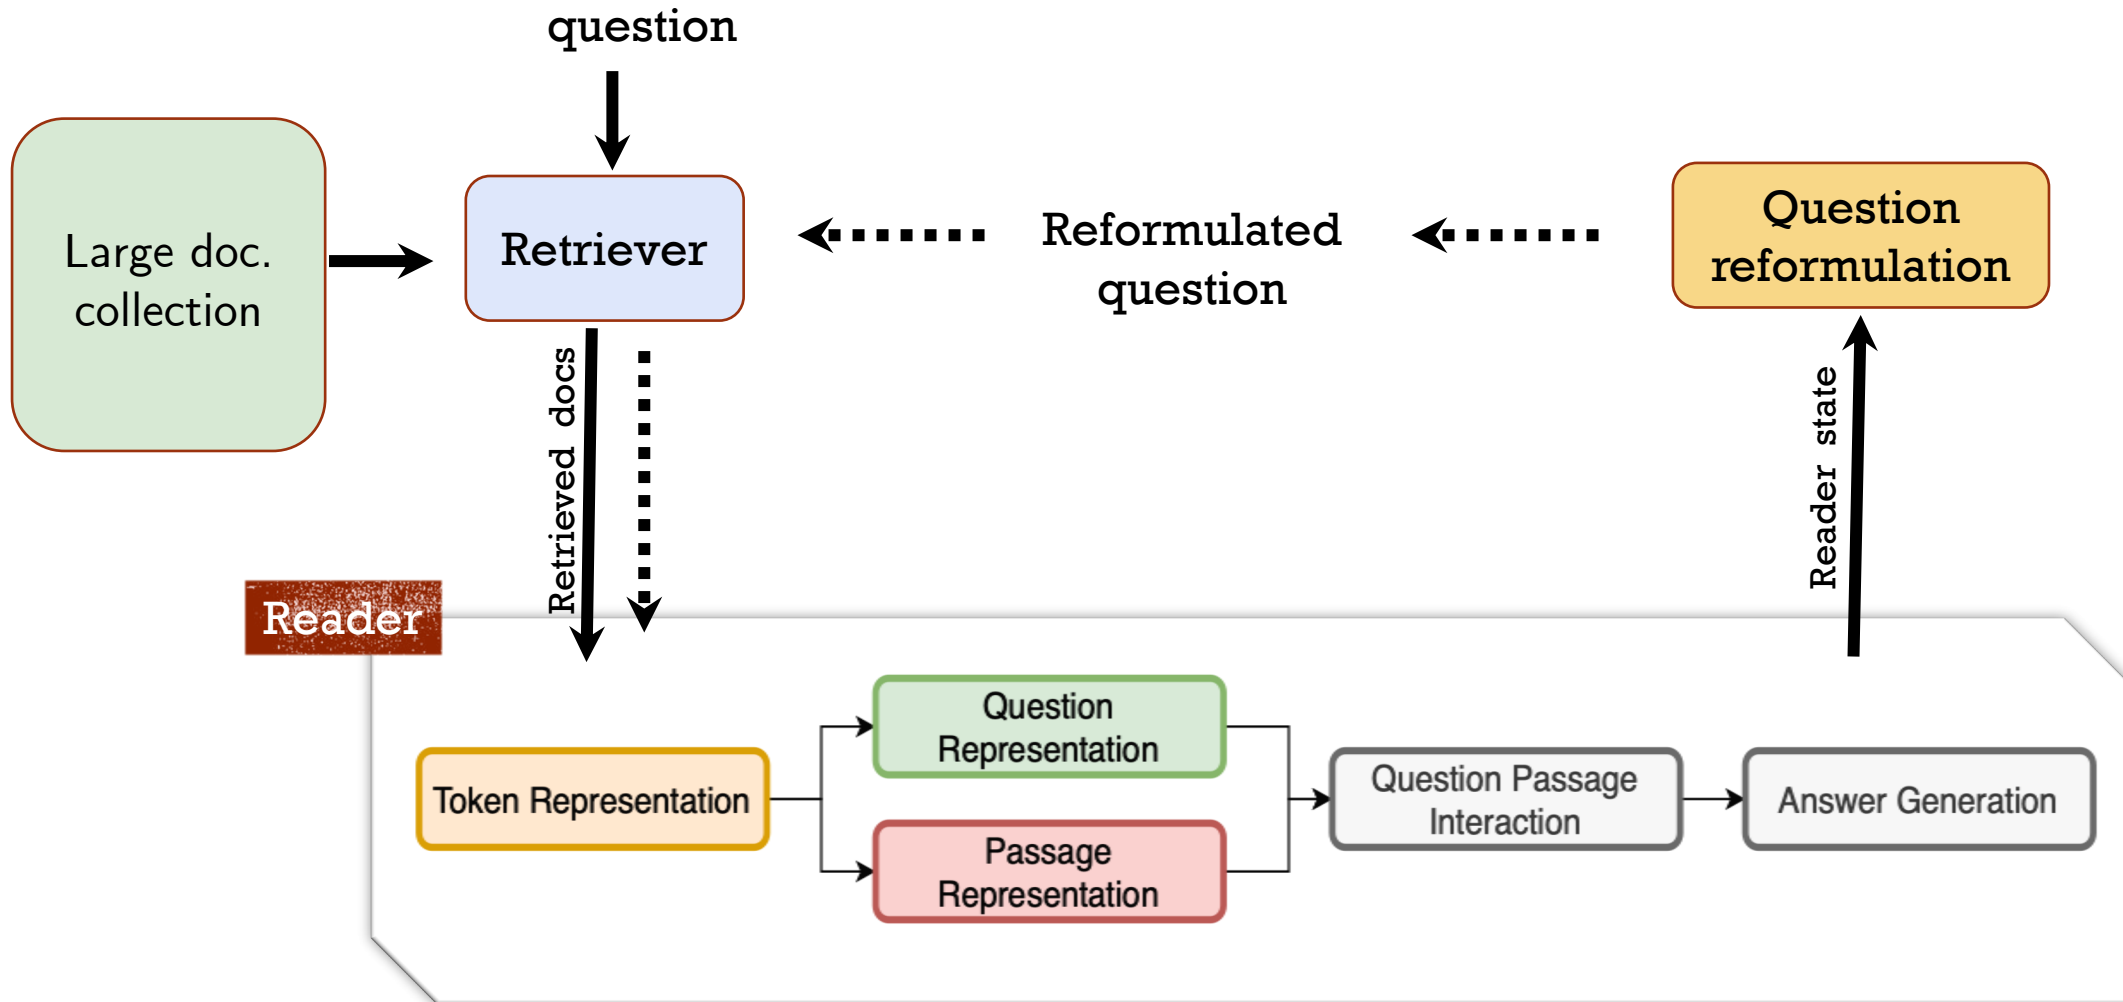 question
Large doc.
collection
Retriever
Reformulated
question
Question
reformulation
Retrieved docs
Reader state
Reader
Token Representation
Question
Representation
Passage
Representation
Question Passage
Interaction
Answer Generation